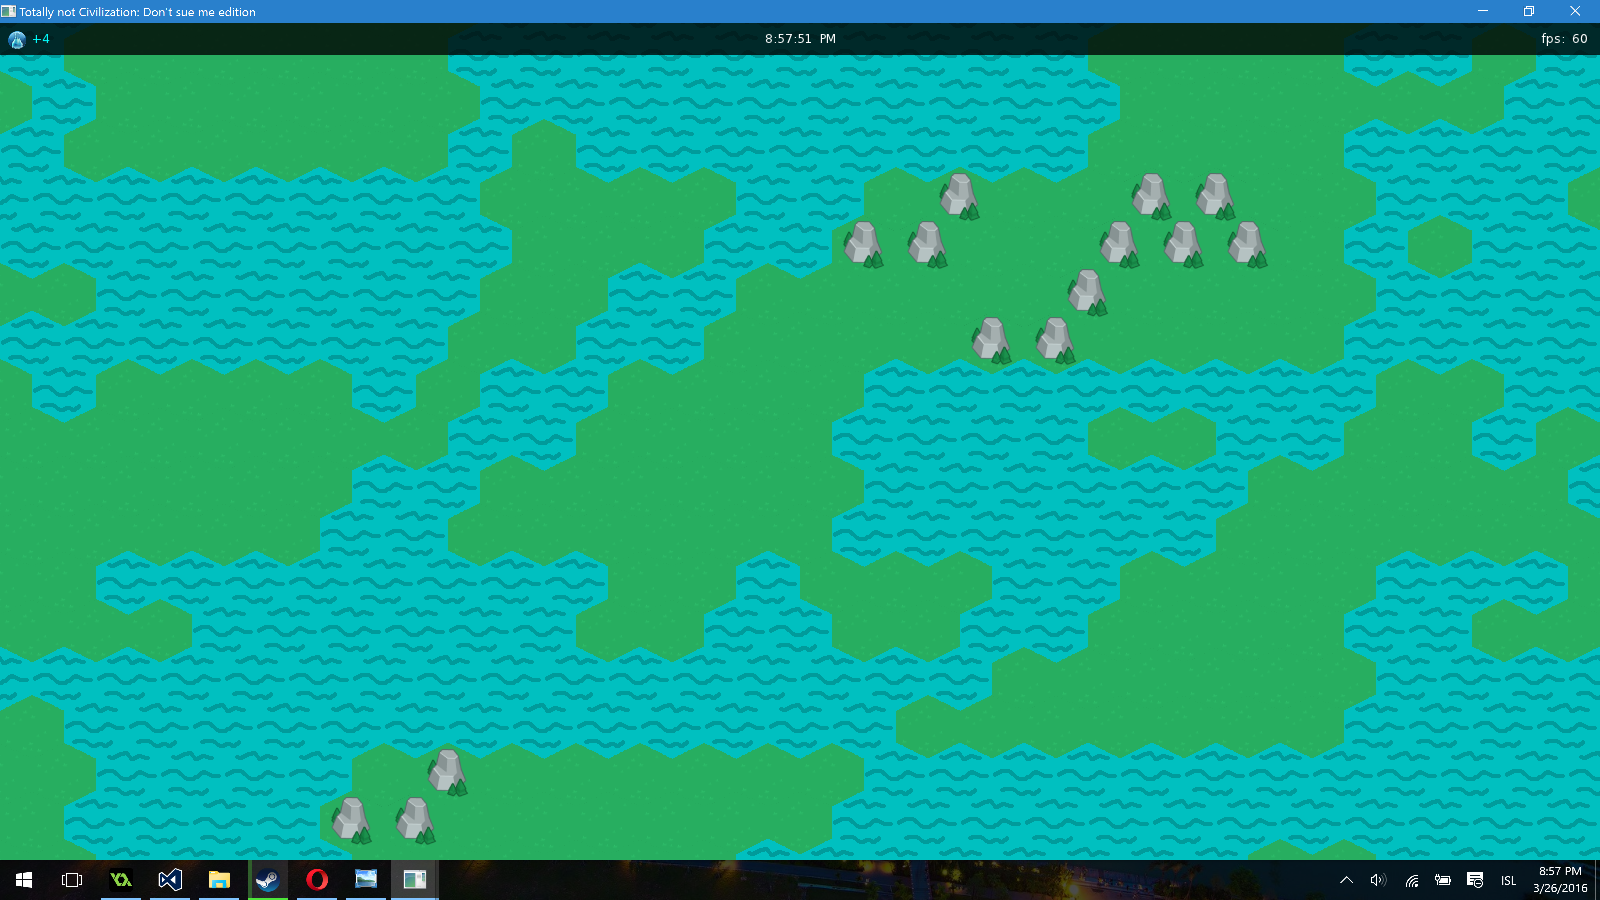 Totally not Civilization: Don't sue me edition
+4
8:57:51 PM
fps: 60
8:57 PM
ISL
3/26/2016